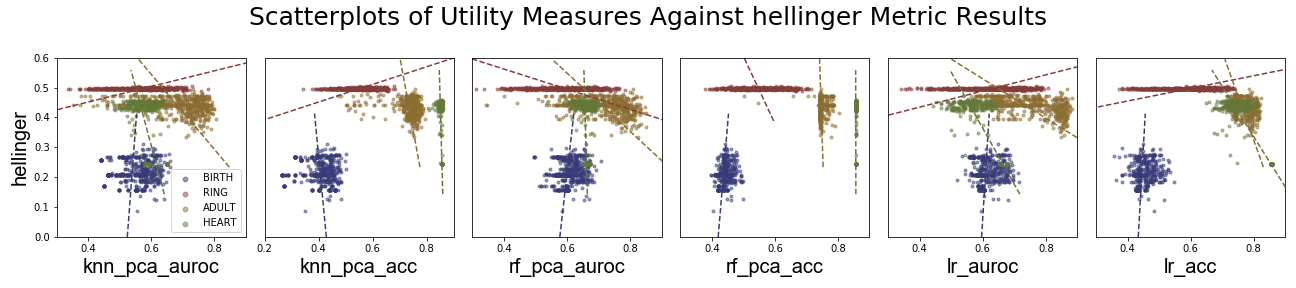 Scatterplots of Utility Measures Against hellinger Metric Results
hellinger
0.6
0.5
0.4
0.3
0.2
0.1
0.0
BIRTH
RING
ADULT
HEART
0.4 0.6 0.8
knn_pca_auroc
0.2 0.4 0.6 0.8
knn_pca_acc
0.4 0.6 0.8
rf_pca_auroc
0.4 0.6 0.8
rf_pca_acc
0.4 0.6 0.8
lr_auroc
0.4 0.6 0.8
lr_acc